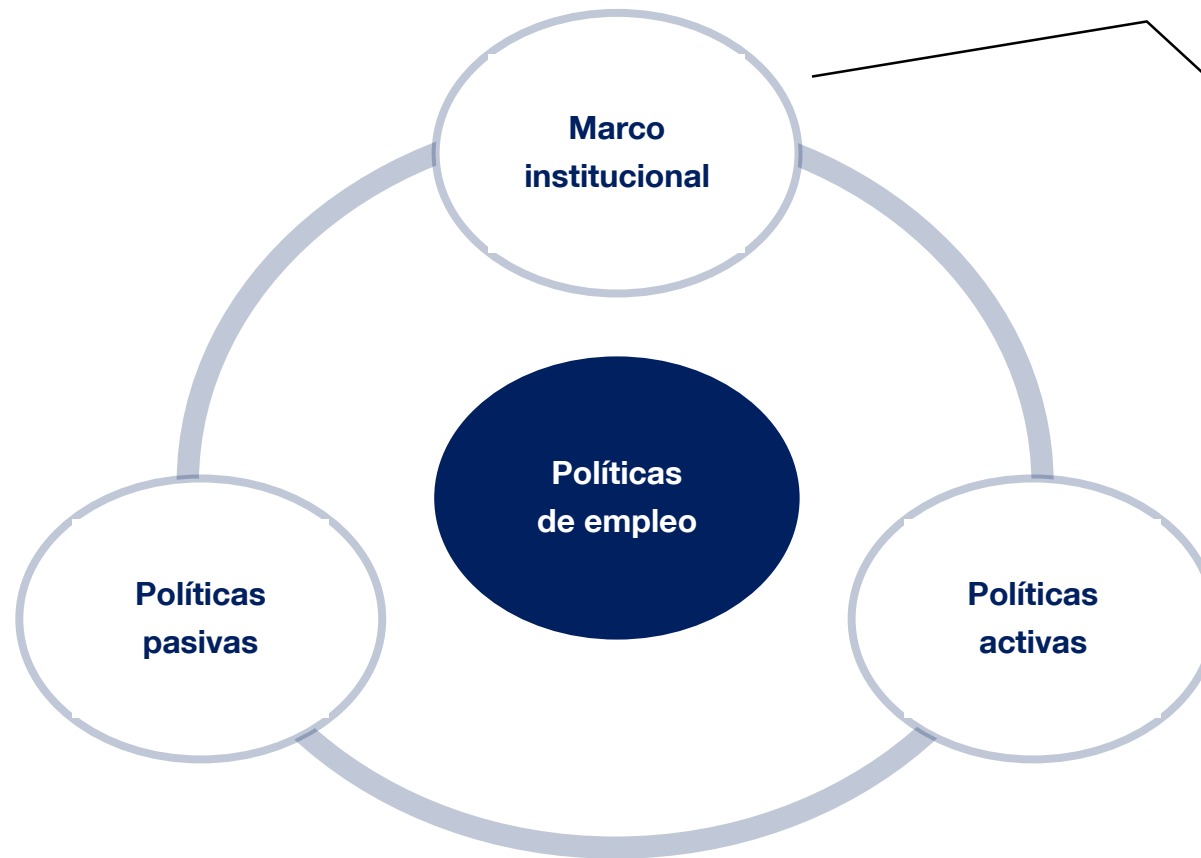 Marco
institucional
Políticas
de empleo
Políticas
pasivas
Políticas
activas